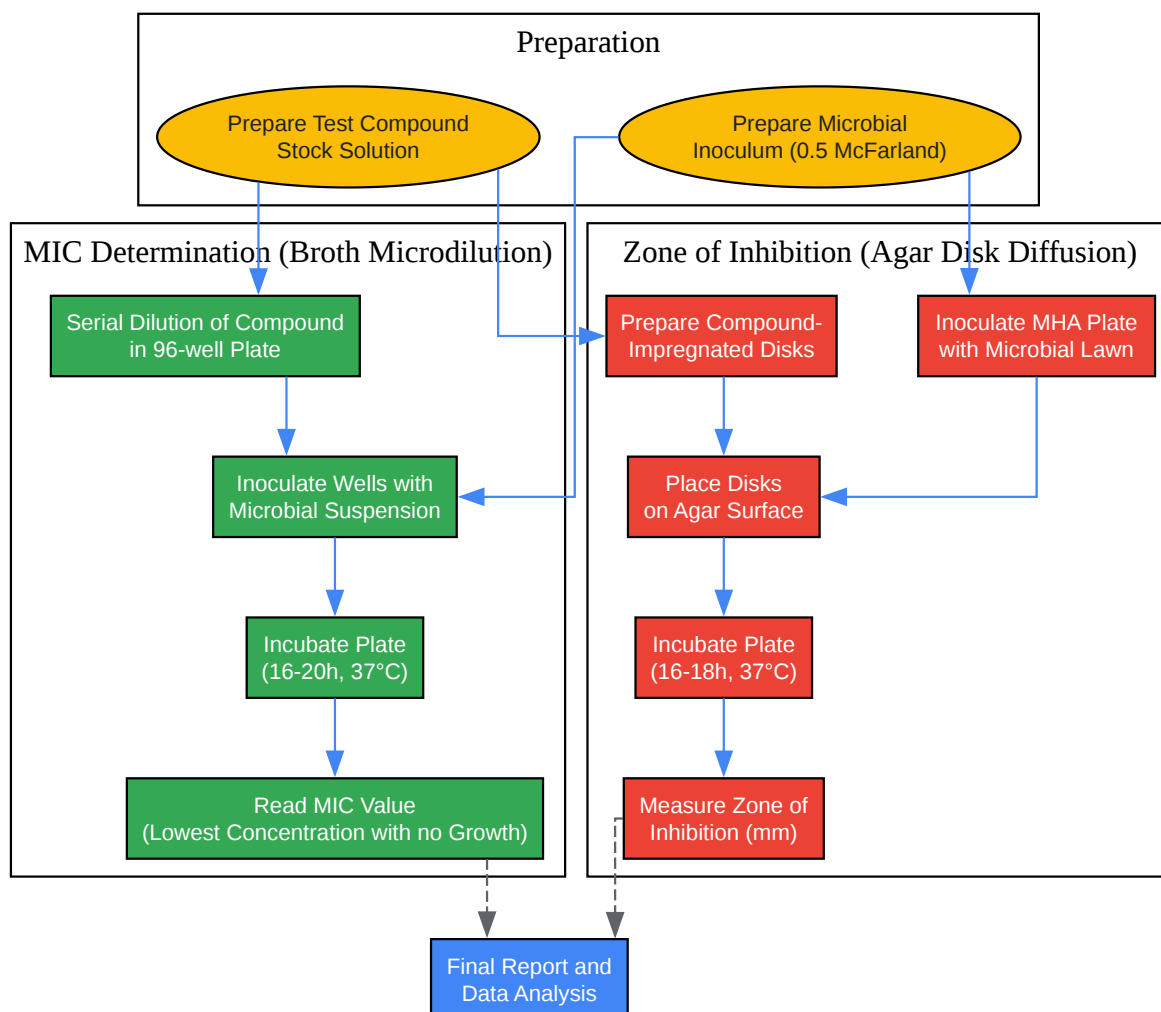 Preparation
Prepare Test Compound
Stock Solution
Prepare Microbial
Inoculum (0.5 McFarland)
MIC Determination (Broth Microdilution)
Serial Dilution of Compound
in 96-well Plate
Inoculate Wells with
Microbial Suspension
Incubate Plate
(16-20h, 37°C)
Read MIC Value
(Lowest Concentration with no Growth)
Zone of Inhibition (Agar Disk Diffusion)
Prepare Compound-
Impregnated Disks
Inoculate MHA Plate
with Microbial Lawn
Place Disks
on Agar Surface
Incubate Plate
(16-18h, 37°C)
Measure Zone of
Inhibition (mm)
Final Report and
Data Analysis